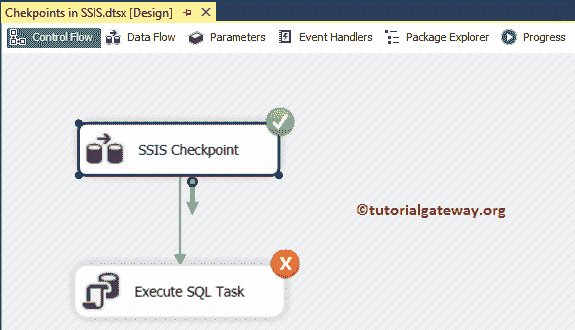 Chekpoints in SSIS.dtsx [Design]
Control Flow Data Flow Parameters Event Handlers Package Explorer Progress
SSIS Checkpoint
©tutorialgateway.org
Execute SQL Task